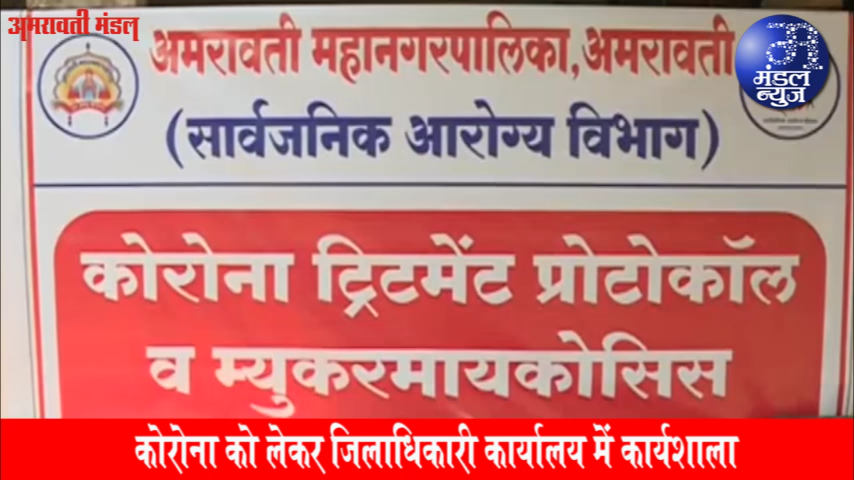 अमरावती मंडल
अमरावती महानगरपालिका, अमरावती
मंडल
न्युज
(सार्वजनिक आरोग्य विभाग)
कोरोना ट्रिटमेंट प्रोटोकॉल
व म्युकरमायकोसिस
कोरोना को लेकर जिलाधिकारी कार्यालय में कार्यशाला